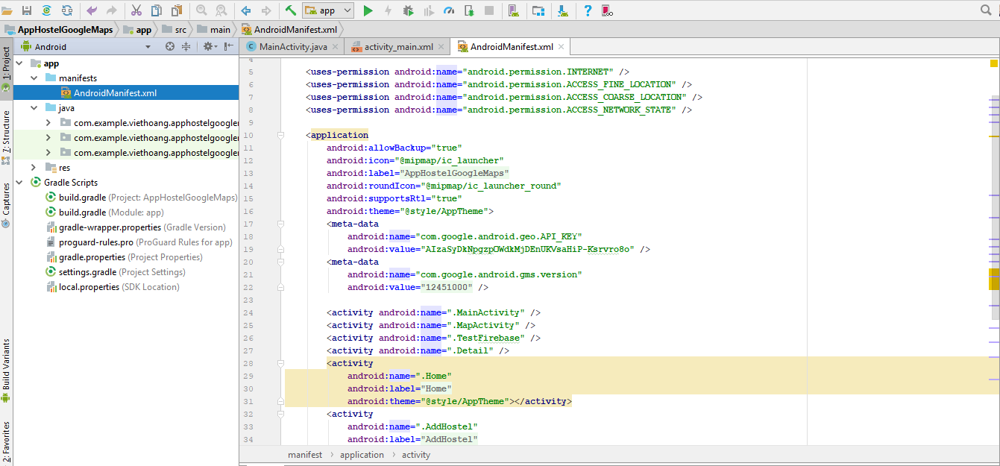 app
AppHostelGoogleMaps
app
src
main
AndroidManifest.xml
1: Project
Z: Structure
Captures
Build Variants
2: Favorites
Android
app
manifests
AndroidManifest.xml
java
com.example.viethoang.apphostelgoogler
com.example.viethoang.apphostelgoogler
com.example.viethoang.apphostelgoogler
res
Gradle Scripts
build.gradle (Project: AppHostelGoogleMaps)
build.gradle (Module: app)
gradle-wrapper.properties (Gradle Version)
proguard-rules.pro (ProGuard Rules for app)
gradle.properties (Project Properties)
settings.gradle (Project Settings)
local.properties (SDK Location)
MainActivity.java
activity_main.xml
AndroidManifest.xml
4
5 <uses-permission android:name="android.permission.INTERNET" />
6 <uses-permission android:name="android.permission.ACCESS_FINE_LOCATION" />
7 <uses-permission android:name="android.permission.ACCESS_COARSE_LOCATION" />
8 <uses-permission android:name="android.permission.ACCESS_NETWORK_STATE" />
9
10 <application
11 android:allowBackup="true"
12 android:icon="@mipmap/ic_launcher"
13 android:label="AppHostelGoogleMaps"
14 android:roundIcon="@mipmap/ic_launcher_round"
15 android:supportsRtl="true"
16 android:theme="@style/AppTheme">
17 <meta-data
18 android:name="com.google.android.geo.API_KEY"
19 android:value="AIzaSyDkNpgzpOWdkMjDEnUKVsaHiP-Ksrvro8o" />
20 <meta-data
21 android:name="com.google.android.gms.version"
22 android:value="12451000" />
23
24 <activity android:name=".MainActivity" />
25 <activity android:name=".MapActivity" />
26 <activity android:name=".TestFirebase" />
27 <activity android:name=".Detail" />
28 <activity
29 android:name=".Home"
30 android:label="Home"
31 android:theme="@style/AppTheme"></activity>
32 <activity
33 android:name=".AddHostel"
34 android:label="AddHostel"
manifest › application › activity